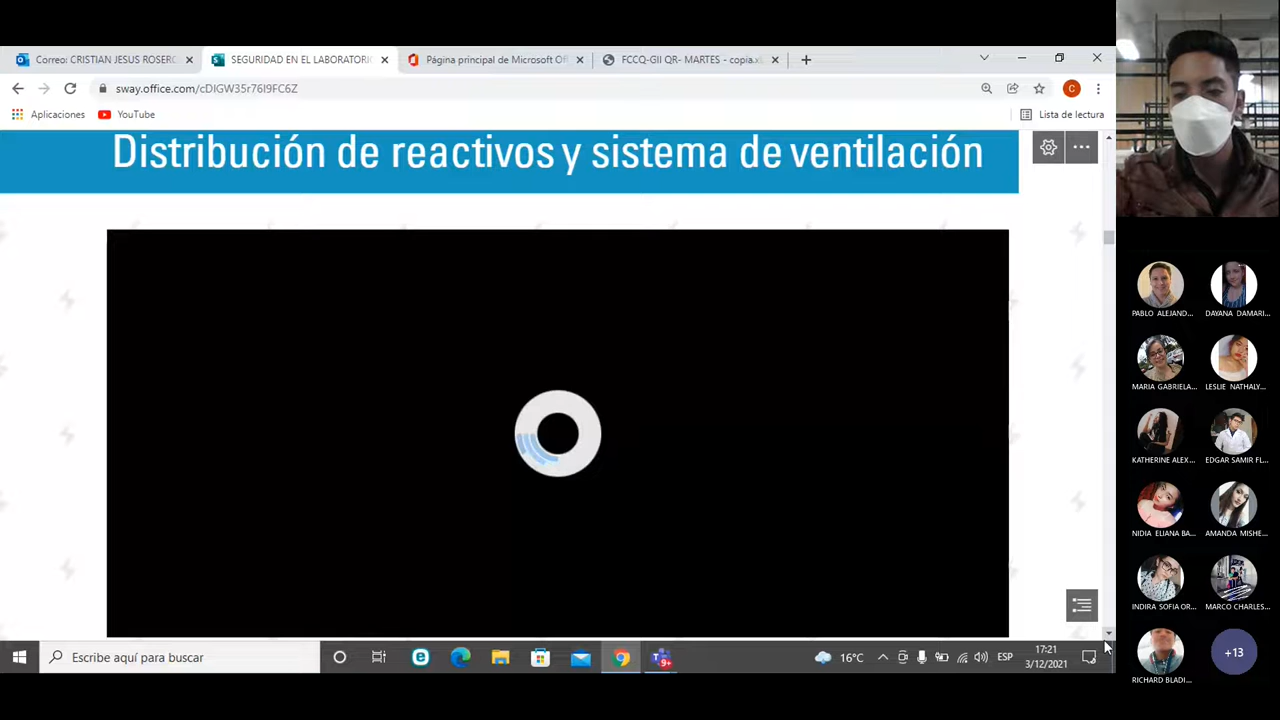 Correo: CRISTIAN JESUS ROSERO
SEGURIDAD EN EL LABORATORIO
Página principal de Microsoft Of
FCCQ-GII QR- MARTES - copia.xl
sway.office.com/cDIGW35r76I9FC6Z
C
Aplicaciones
YouTube
Lista de lectura
Distribución de reactivos y sistema de ventilación
PABLO ALEJAND...
DAYANA DAMARI...
MARIA GABRIELA...
LESLIE NATHALY...
KATHERINE ALEX...
EDGAR SAMIR FL...
NIDIA ELIANA BA...
AMANDA MISHE...
INDIRA SOFIA OR...
MARCO CHARLES...
RICHARD BLADI...
+13
Escribe aquí para buscar
9+
16°C
ESP
17:21
3/12/2021